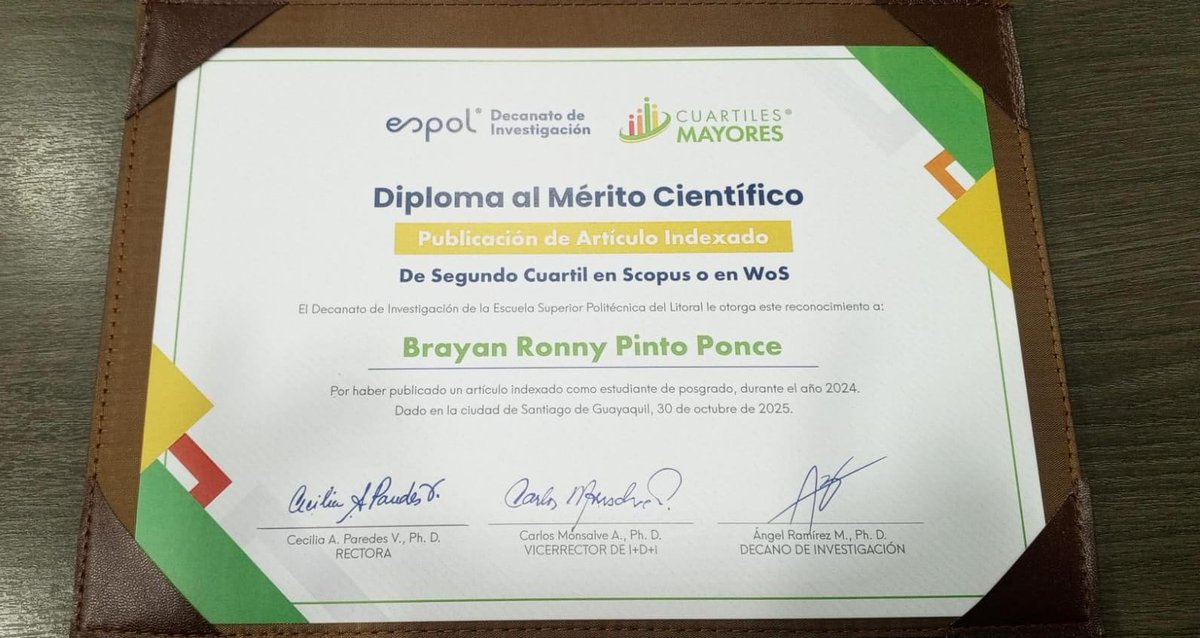 espol® Decanato de Investigación
CUARTILES® MAYORES
Diploma al Mérito Científico
Publicación de Artículo Indexado
De Segundo Cuartil en Scopus o en WoS
El Decanato de Investigación de la Escuela Superior Politécnica del Litoral le otorga este reconocimiento a:
Brayan Ronny Pinto Ponce
Por haber publicado un artículo indexado como estudiante de posgrado, durante el año 2024.
Dado en la ciudad de Santiago de Guayaquil, 30 de octubre de 2025.
Cecilia A. Paredes V., Ph. D.
RECTORA
Carlos Monsalve A., Ph. D.
VICERRECTOR DE I+D+I
Ángel Ramírez M., Ph. D.
DECANO DE INVESTIGACIÓN